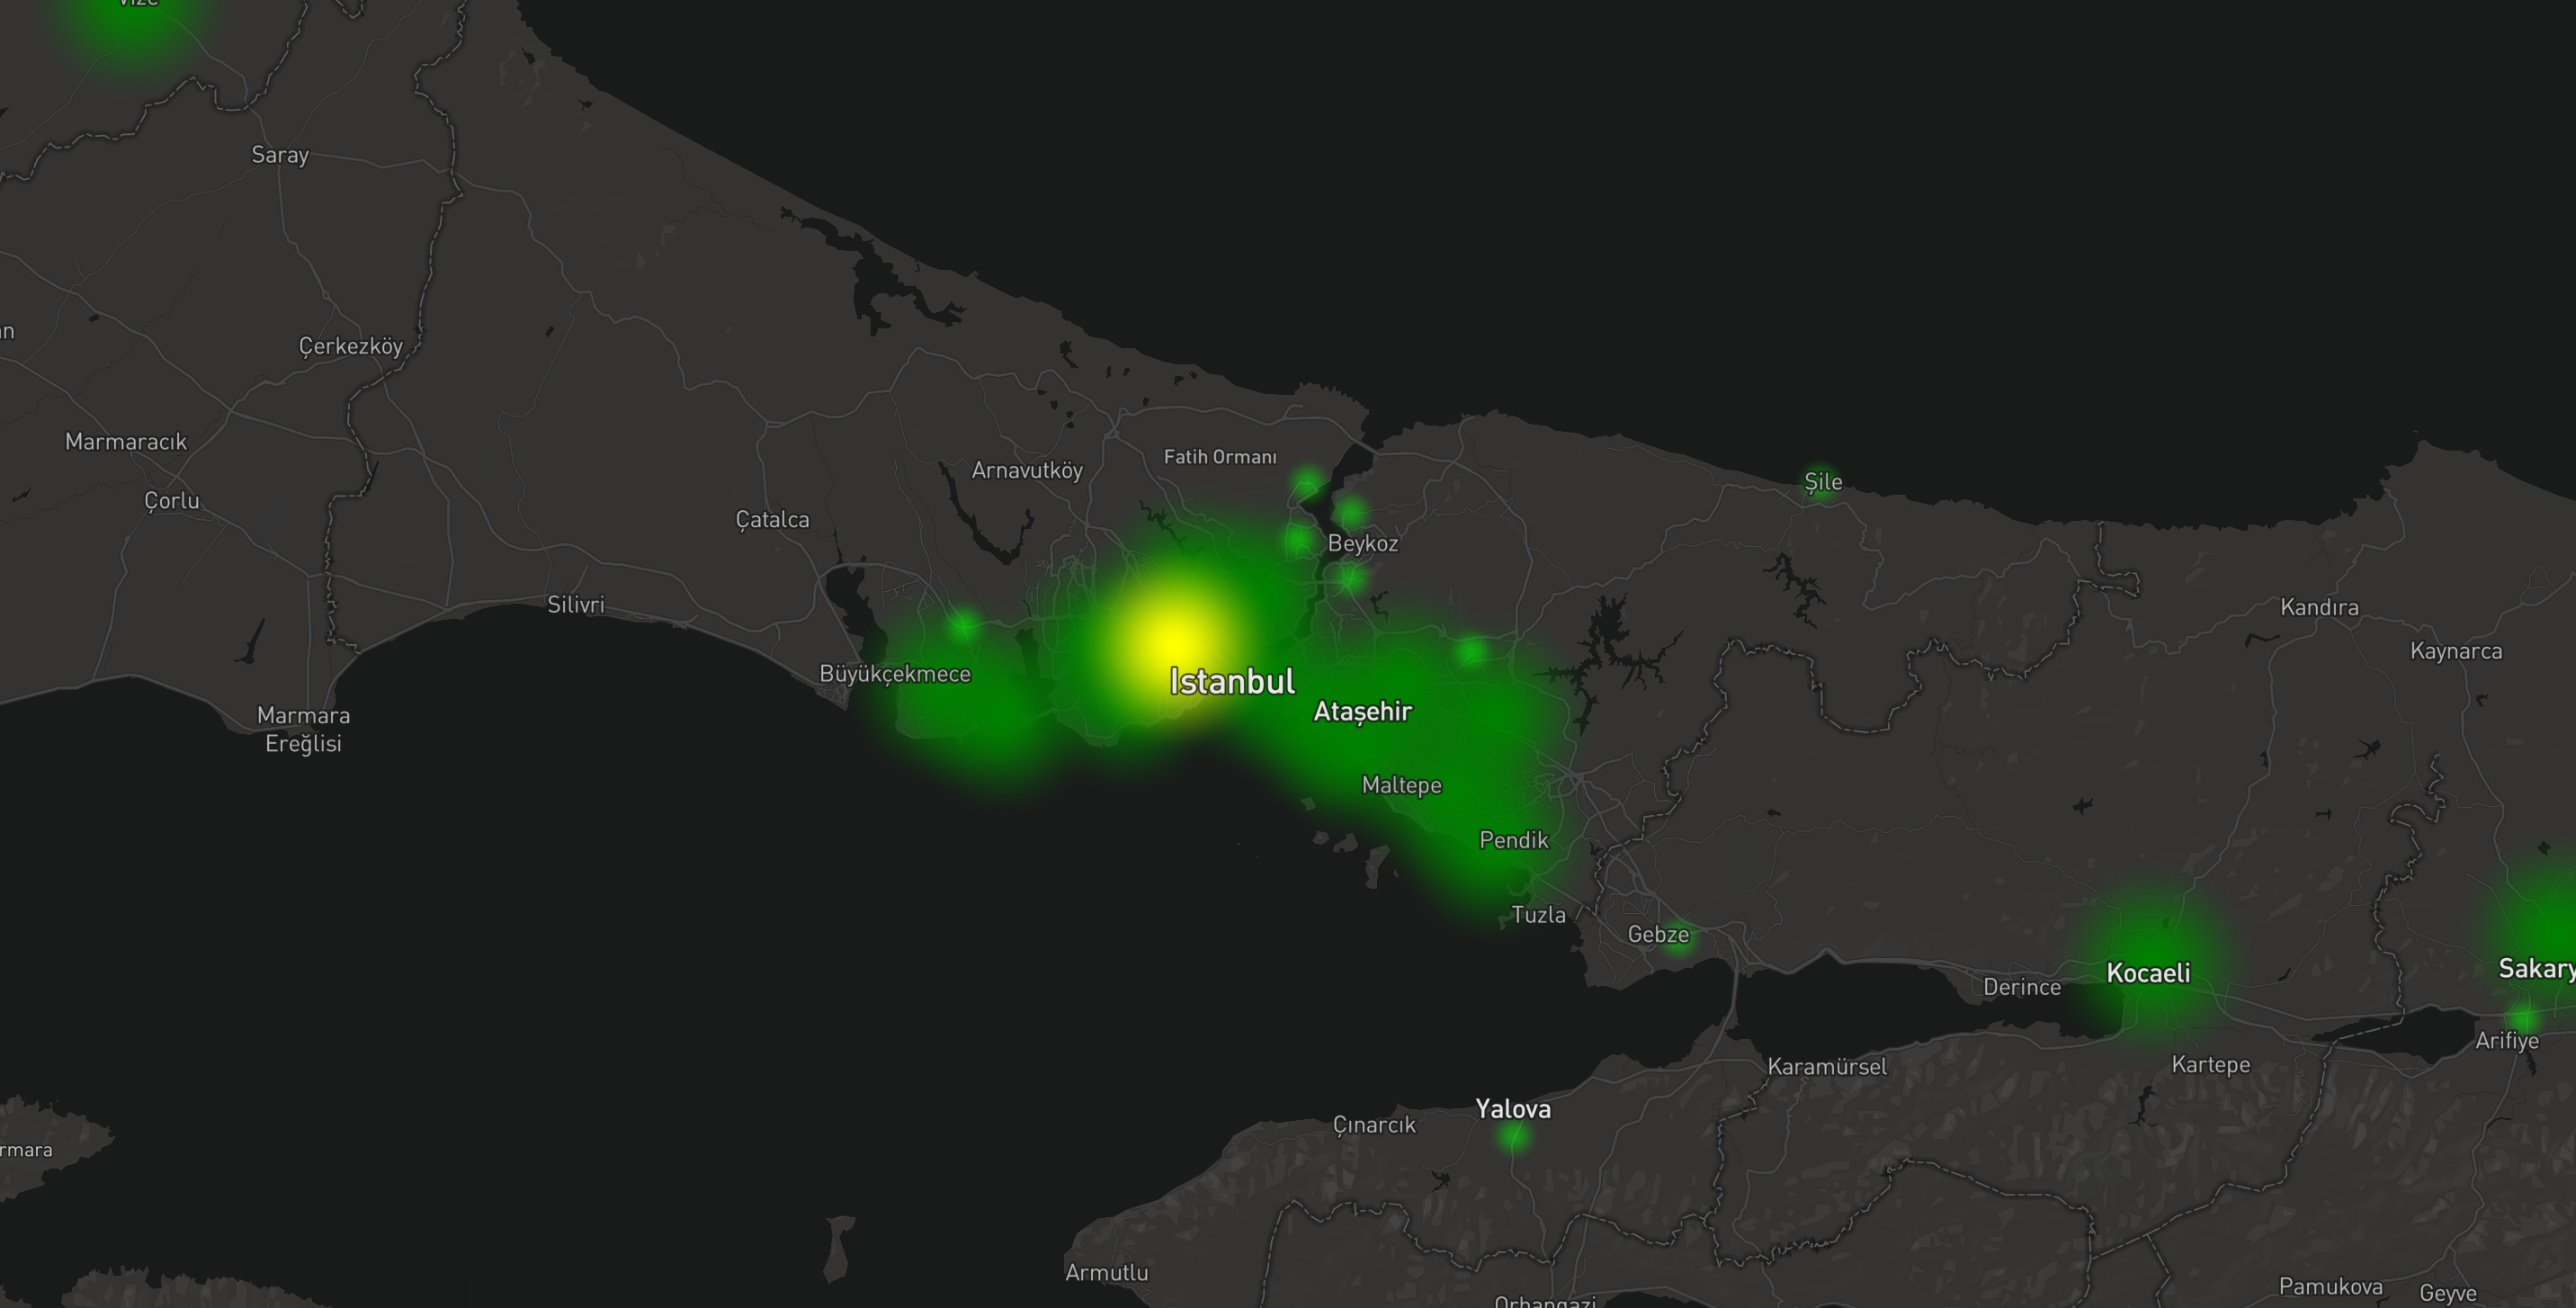 Vize
Saray
Çerkezköy
Marmaracık
Fatih Ormanı
Arnavutköy
Şile
Çorlu
Çatalca
Beykoz
Silivri
Kandıra
Kaynarca
Büyükçekmece
Istanbul
Ataşehir
Marmara
Ereğlisi
Maltepe
Pendik
Tuzla
Gebze
Sakary
Kocaeli
Derince
Arifiye
Kartepe
Karamürsel
Yalova
Çınarcık
rmara
Armutlu
Pamukova
Geyve
Orhangazi